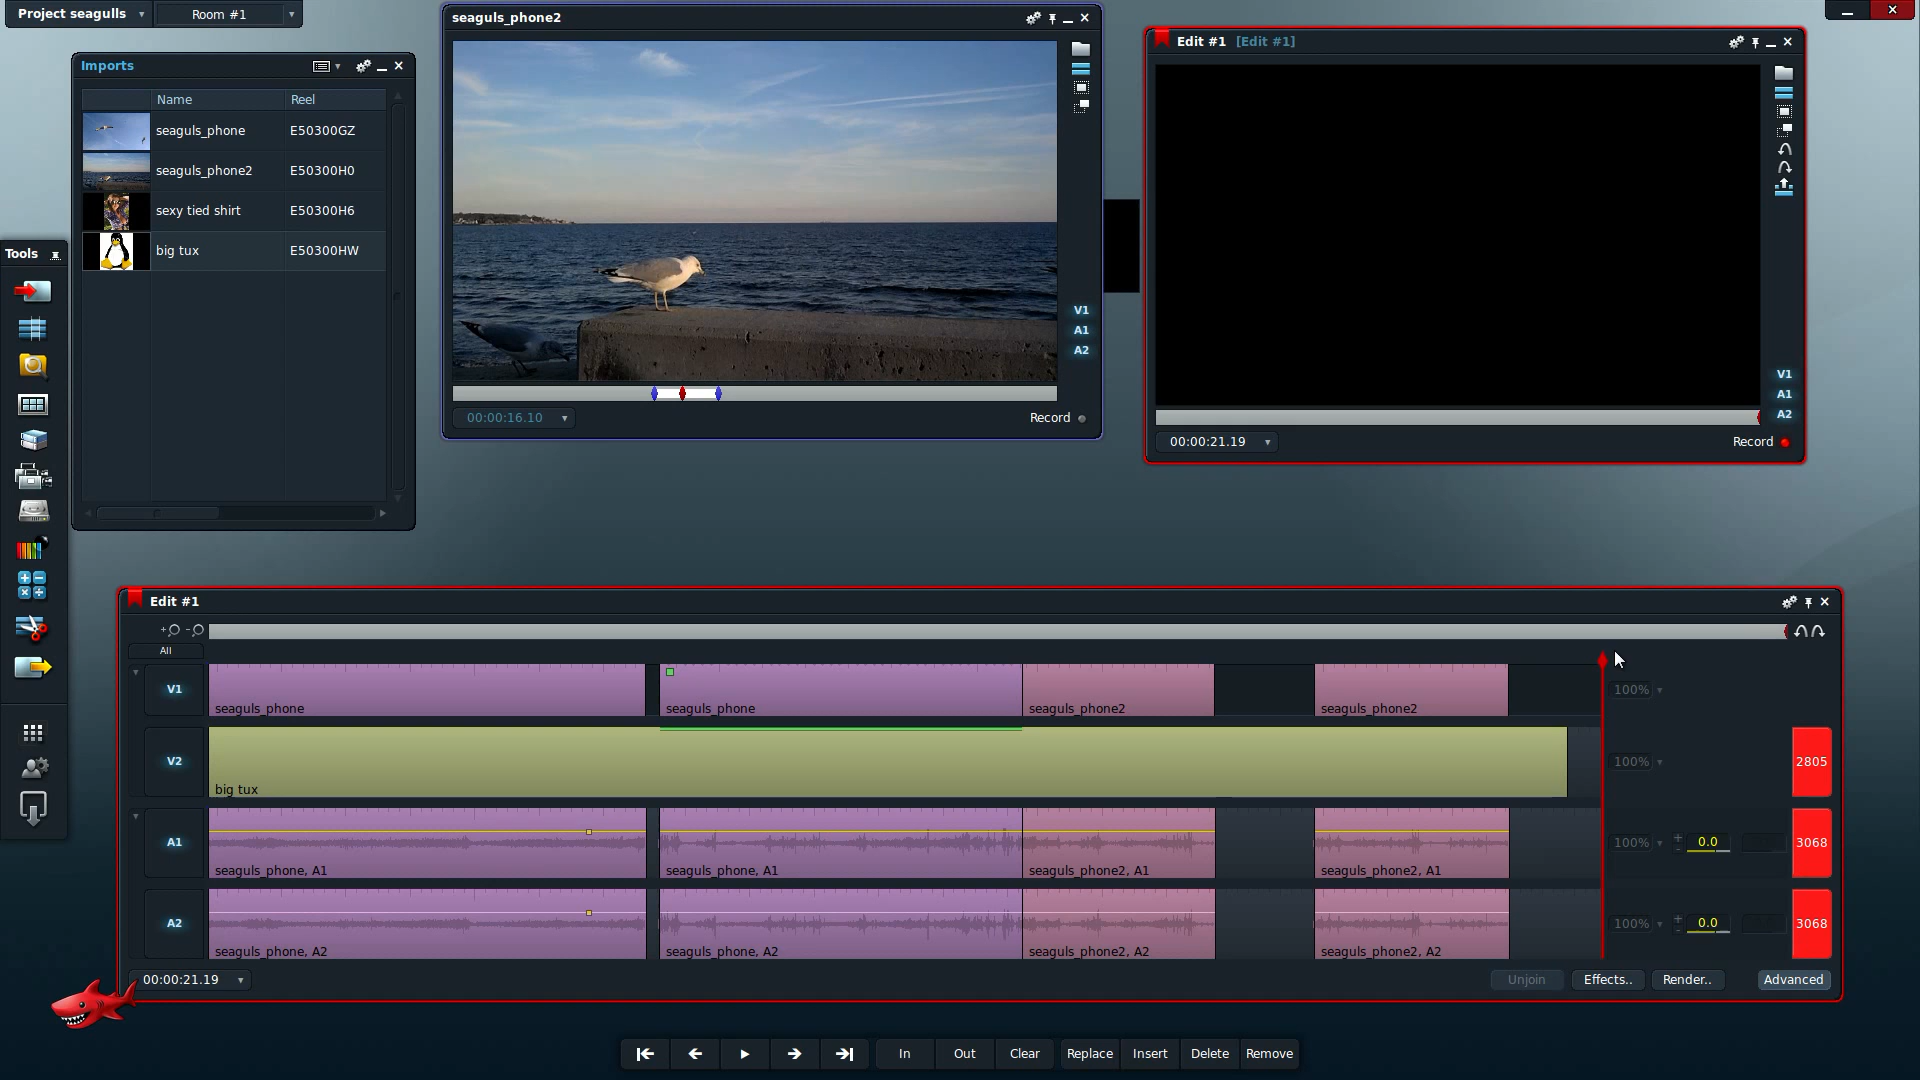 Project seagulls
Room #1
Imports
Name Reel
seaguls_phone E50300GZ
seaguls_phone2 E50300H0
sexy tied shirt E50300H6
big tux E50300HW
Tools
seaguls_phone2
V1
A1
A2
00:00:16.10
Record
Edit #1 [Edit #1]
V1
A1
A2
00:00:21.19
Record
Edit #1
+ -
All
V1
seaguls_phone
seaguls_phone
seaguls_phone2
seaguls_phone2
100%
V2
big tux
100%
2805
A1
seaguls_phone, A1
seaguls_phone, A1
seaguls_phone2, A1
seaguls_phone2, A1
100%
+ -
0.0
3068
A2
seaguls_phone, A2
seaguls_phone, A2
seaguls_phone2, A2
seaguls_phone2, A2
100%
+ -
0.0
3068
00:00:21.19
Unjoin Effects.. Render.. Advanced
In Out Clear Replace Insert Delete Remove